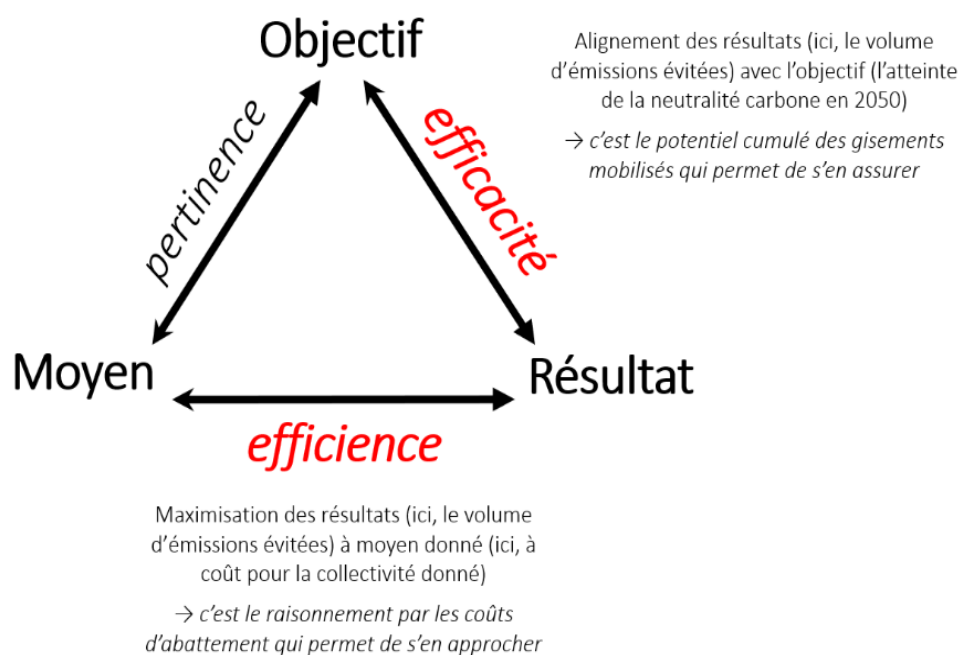 Objectif
Alignement des résultats (ici, le volume
d’émissions évitées) avec l’objectif (l’atteinte
de la neutralité carbone en 2050)
→ c’est le potentiel cumulé des gisements
mobilisés qui permet de s’en assurer
pertinence
efficacité
Moyen
Résultat
efficience
Maximisation des résultats (ici, le volume
d’émissions évitées) à moyen donné (ici, à
coût pour la collectivité donné)
→ c’est le raisonnement par les coûts
d’abattement qui permet de s’en approcher